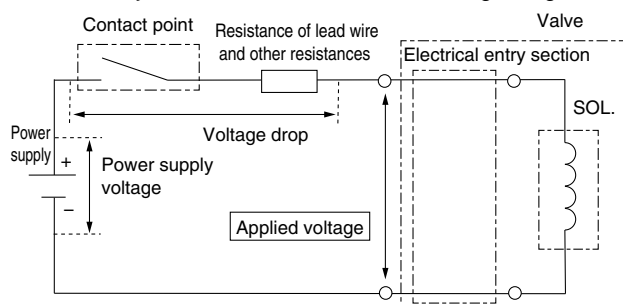 Valve
Contact point
Resistance of lead wire
and other resistances
Electrical entry section
SOL.
Voltage drop
Power
supply
+
Power supply
voltage
−
Applied voltage